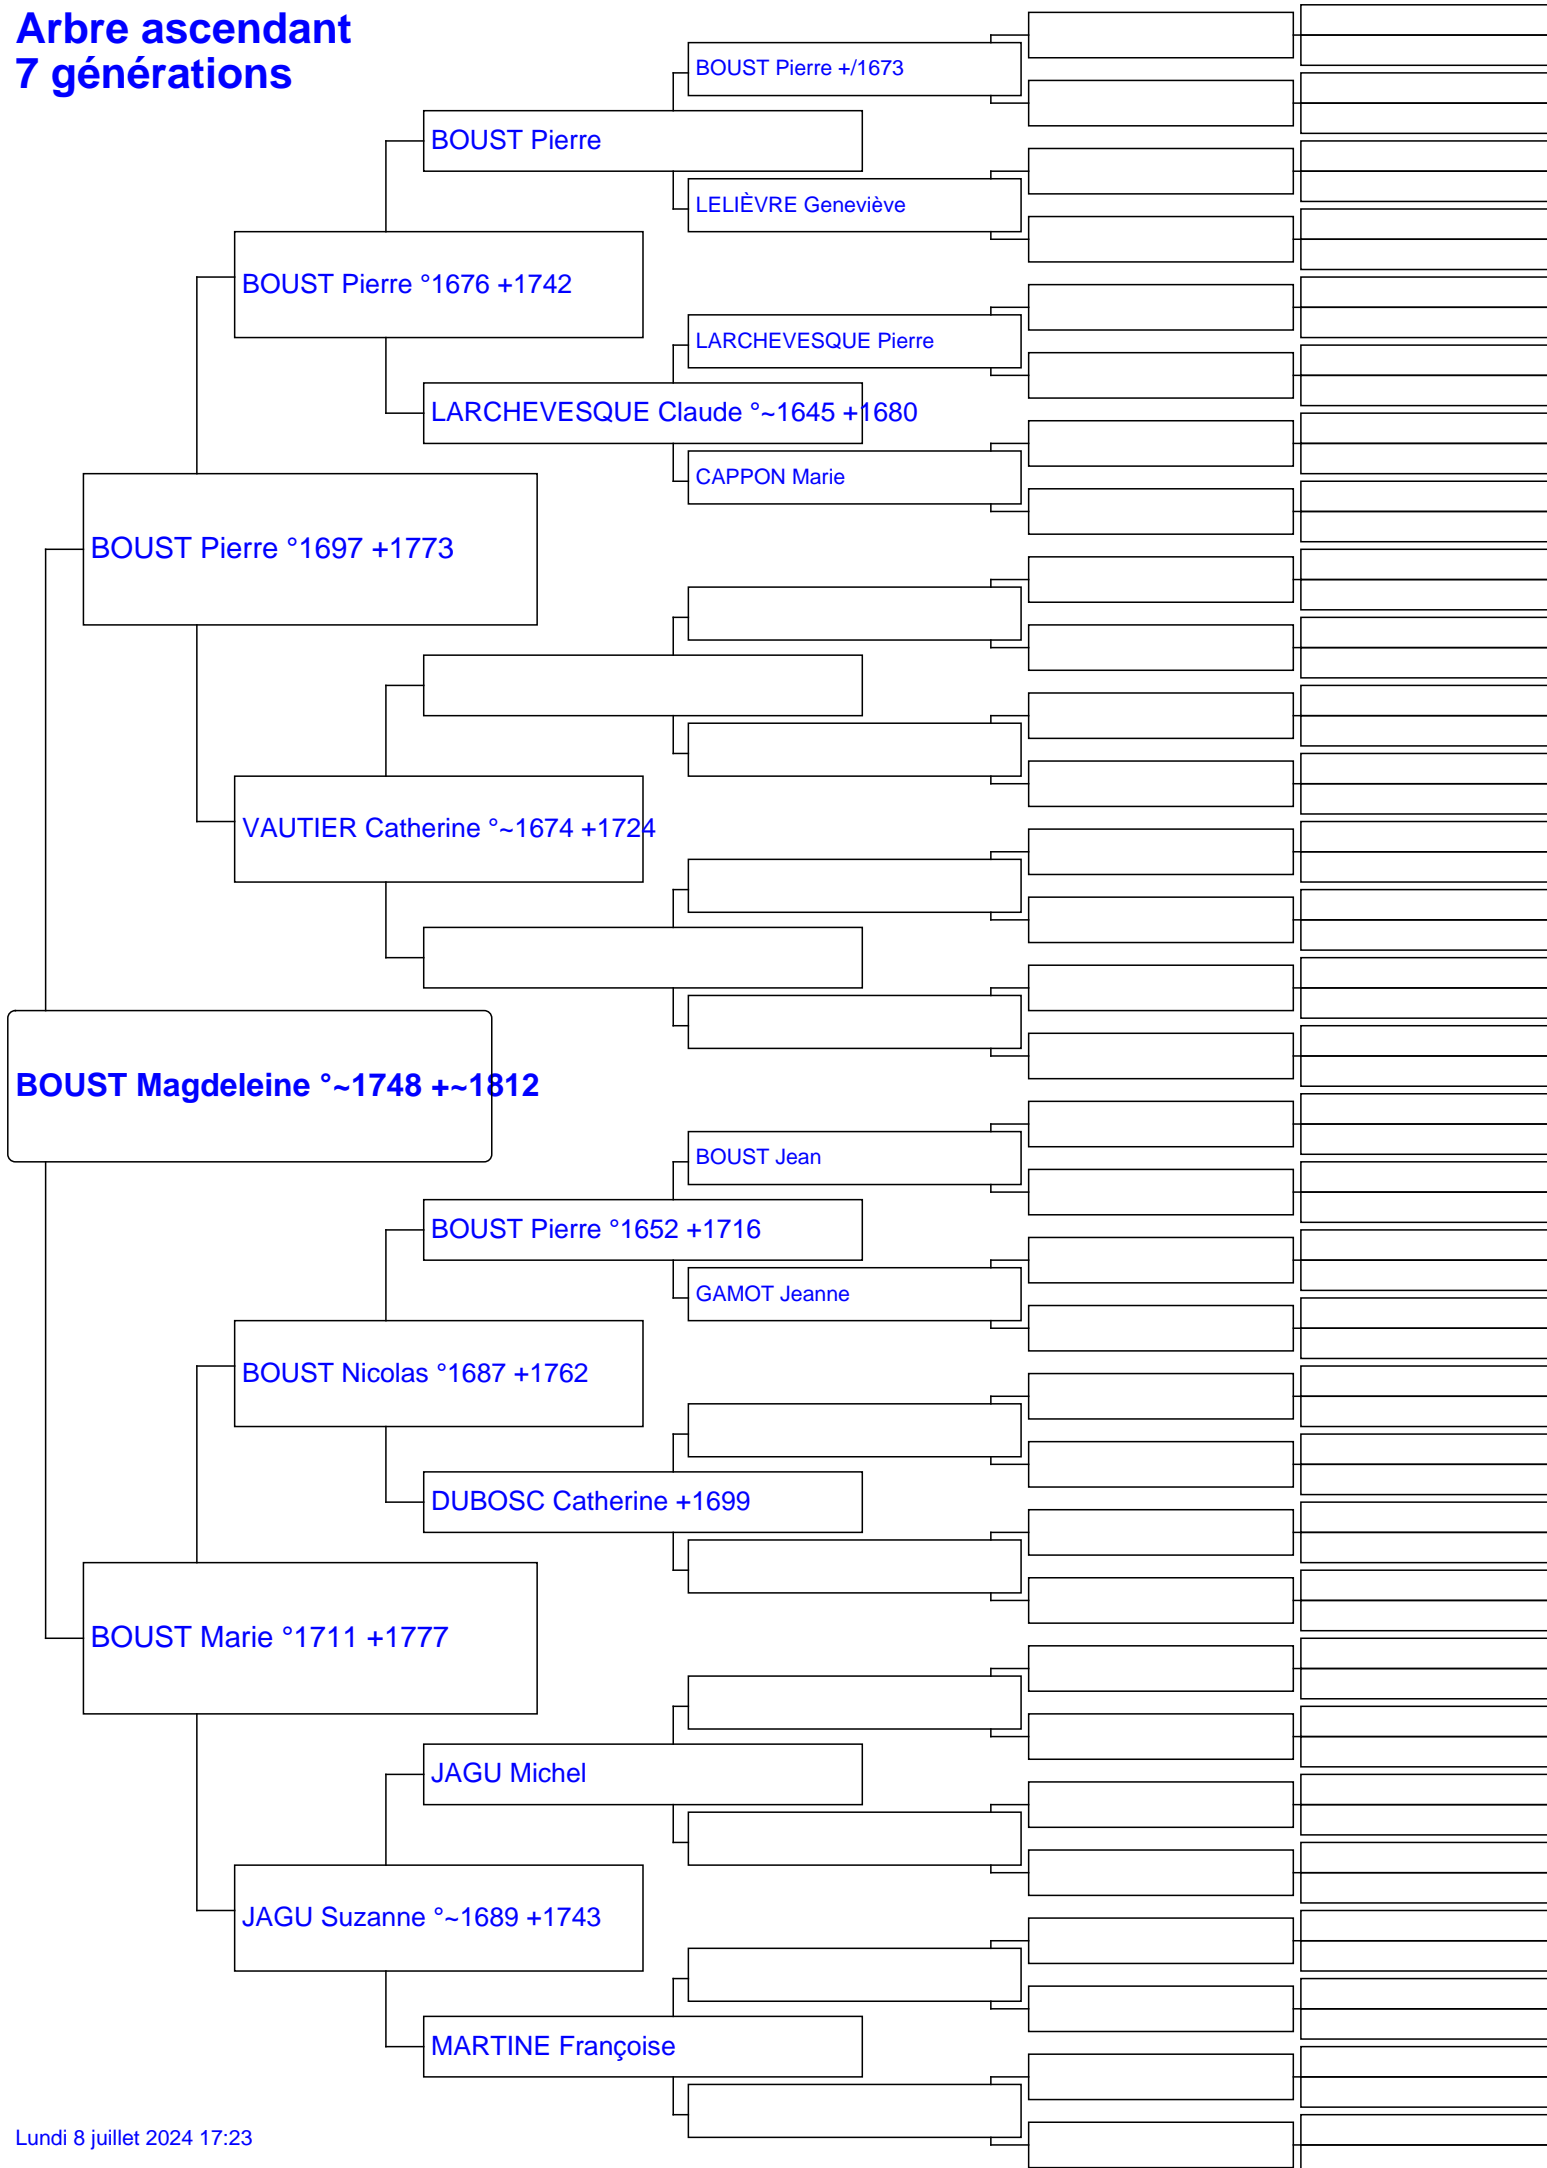 Arbre ascendant
7 générations
BOUST Pierre +/1673
BOUST Pierre
LELIÈVRE Geneviève
BOUST Pierre °1676 +1742
LARCHEVESQUE Pierre
LARCHEVESQUE Claude °~1645 +1680
CAPPON Marie
BOUST Pierre °1697 +1773
VAUTIER Catherine °~1674 +1724
BOUST Magdeleine °~1748 +~1812
BOUST Jean
BOUST Pierre °1652 +1716
GAMOT Jeanne
BOUST Nicolas °1687 +1762
DUBOSC Catherine +1699
BOUST Marie °1711 +1777
JAGU Michel
JAGU Suzanne °~1689 +1743
MARTINE Françoise
Lundi 8 juillet 2024 17:23